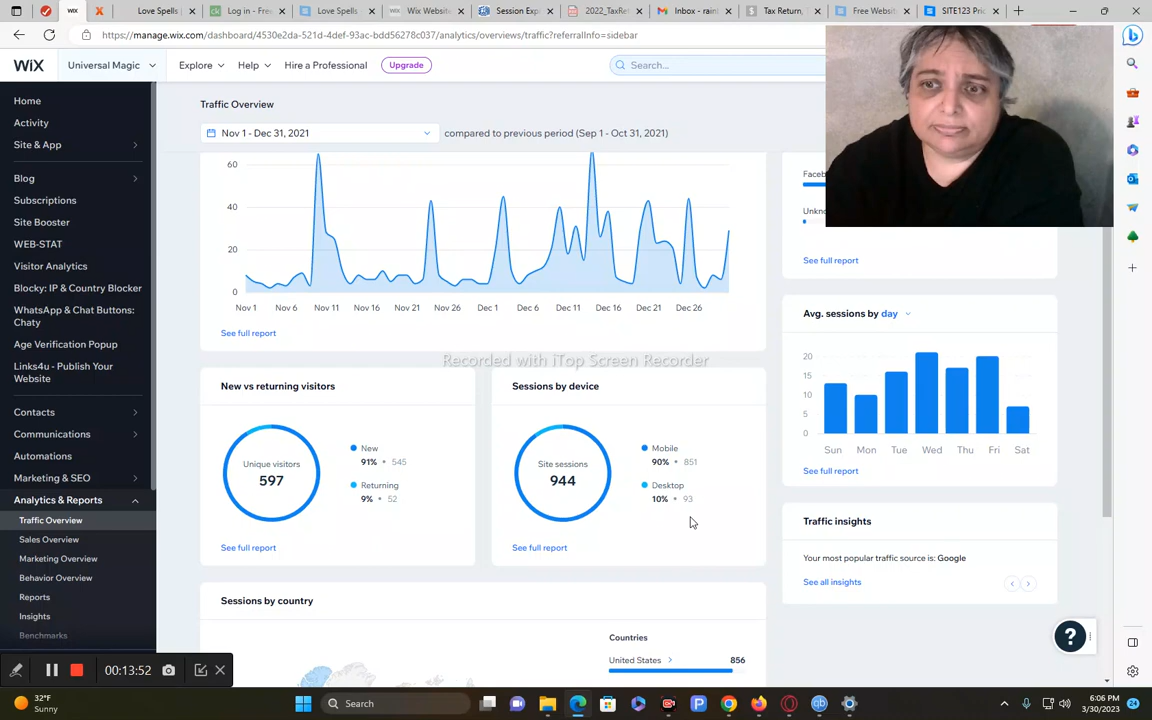 Love Spells
Log in - Free
Love Spells
Wix Website
Session Exp
2022_TaxRe
Inbox - rain
Tax Return,
Free Websit
SITE123 Pric
https://manage.wix.com/dashboard/4530e2da-521d-4def-93ac-bdd56278c037/analytics/overviews/traffic?referralInfo=sidebar
WiX
Universal Magic
Explore
Help
Hire a Professional
Upgrade
Search...
Home
Activity
Site & App
Blog
Subscriptions
Site Booster
WEB-STAT
Visitor Analytics
Blocky: IP & Country Blocker
WhatsApp & Chat Buttons:
Chaty
Age Verification Popup
Links4u - Publish Your
Website
Contacts
Communications
Automations
Marketing & SEO
Analytics & Reports
Traffic Overview
Sales Overview
Marketing Overview
Behavior Overview
Reports
Insights
Benchmarks
Traffic Overview
Nov 1 - Dec 31, 2021
compared to previous period (Sep 1 - Oct 31, 2021)
60
40
20
0
Nov 1 Nov 6 Nov 11 Nov 16 Nov 21 Nov 26 Dec 1 Dec 6 Dec 11 Dec 16 Dec 21 Dec 26
See full report
Recorded with iTop Screen Recorder
New vs returning visitors
Unique visitors
597
New
91% • 545
Returning
9% • 52
See full report
Sessions by device
Site sessions
944
Mobile
90% • 851
Desktop
10% • 93
See full report
Sessions by country
Countries
United States 856
Faceb
Unkno
See full report
Avg. sessions by day
20
15
10
5
0
Sun Mon Tue Wed Thu Fri Sat
See full report
Traffic insights
Your most popular traffic source is: Google
See all insights
?
00:13:52
32°F
Sunny
Search
6:06 PM
3/30/2023
24